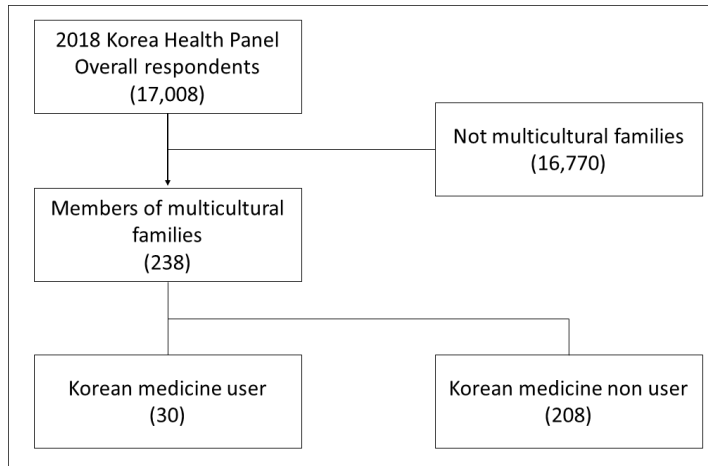 2018 Korea Health Panel
Overall respondents
(17,008)
Not multicultural families
(16,770)
Members of multicultural
families
(238)
Korean medicine user
(30)
Korean medicine non user
(208)